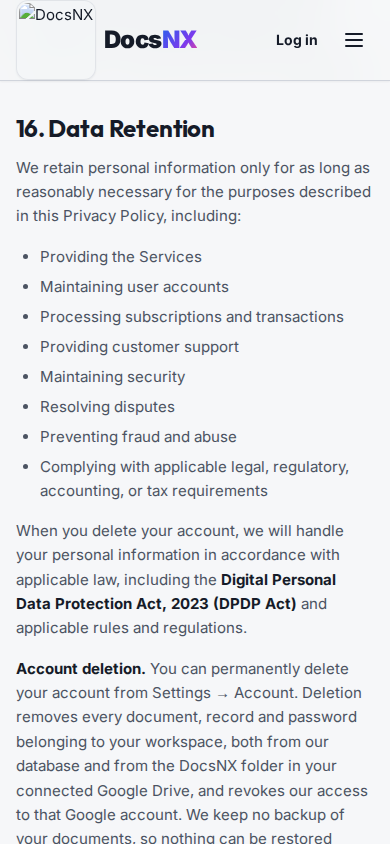 DocsNX
DocsNX
Log in
16. Data Retention
We retain personal information only for as long as
reasonably necessary for the purposes described
in this Privacy Policy, including:
• Providing the Services
• Maintaining user accounts
• Processing subscriptions and transactions
• Providing customer support
• Maintaining security
• Resolving disputes
• Preventing fraud and abuse
• Complying with applicable legal, regulatory,
accounting, or tax requirements
When you delete your account, we will handle
your personal information in accordance with
applicable law, including the Digital Personal
Data Protection Act, 2023 (DPDP Act) and
applicable rules and regulations.
Account deletion. You can permanently delete
your account from Settings → Account. Deletion
removes every document, record and password
belonging to your workspace, both from our
database and from the DocsNX folder in your
connected Google Drive, and revokes our access
to that Google account. We keep no backup of
your documents, so nothing can be restored